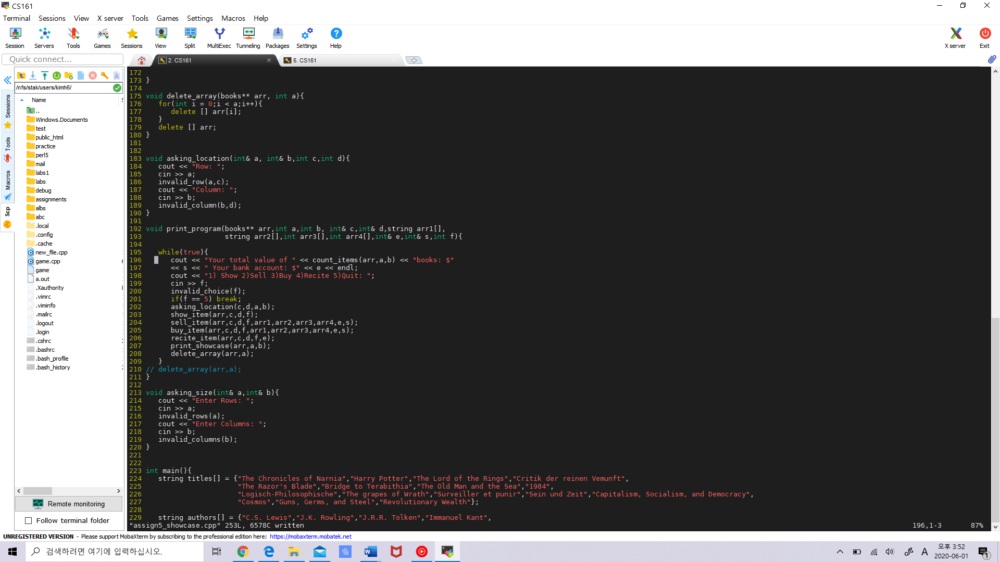 CS161
Terminal Sessions View X server Tools Games Settings Macros Help
Session Servers Tools Games Sessions View Split MultiExec Tunneling Packages Settings Help X server Exit
Quick connect...
2. CS161
5. CS161
/nfs/stak/users/kimh6/
Name
..
Windows.Documents
test
public_html
practice
perl5
mail
labs1
labs
debug
assignments
albs
abc
.local
.config
.cache
new_file.cpp
game.cpp
game
a.out
.Xauthority
.vimrc
.viminfo
.mailrc
.logout
.login
.cshrc
.bashrc
.bash_profile
.bash_history
Sessions
Tools
Macros
Scp
Remote monitoring
Follow terminal folder
172
173 }
174
175 void delete_array(books** arr, int a){
176    for(int i = 0;i < a;i++){
177       delete [] arr[i];
178    }
179    delete [] arr;
180 }
181
182
183 void asking_location(int& a, int& b,int c,int d){
184    cout << "Row: ";
185    cin >> a;
186    invalid_row(a,c);
187    cout << "Column: ";
188    cin >> b;
189    invalid_column(b,d);
190 }
191
192 void print_program(books** arr,int a,int b, int& c,int& d,string arr1[],
193                    string arr2[],int arr3[],int arr4[],int& e,int& s,int f){
194
195    while(true){
196       cout << "Your total value of " << count_items(arr,a,b) << "books: $"
197       << s << " Your bank account: $" << e << endl;
198       cout << "1) Show 2)Sell 3)Buy 4)Recite 5)Quit: ";
199       cin >> f;
200       invalid_choice(f);
201       if(f == 5) break;
202       asking_location(c,d,a,b);
203       show_item(arr,c,d,f);
204       sell_item(arr,c,d,f,arr1,arr2,arr3,arr4,e,s);
205       buy_item(arr,c,d,f,arr1,arr2,arr3,arr4,e,s);
206       recite_item(arr,c,d,f,e);
207       print_showcase(arr,a,b);
208       delete_array(arr,a);
209    }
210 // delete_array(arr,a);
211 }
212
213 void asking_size(int& a,int& b){
214    cout << "Enter Rows: ";
215    cin >> a;
216    invalid_rows(a);
217    cout << "Enter Columns: ";
218    cin >> b;
219    invalid_columns(b);
220 }
221
222
223 int main(){
224    string titles[] = {"The Chronicles of Narnia","Harry Potter","The Lord of the Rings","Critik der reinen Vemunft",
225                       "The Razor's Blade","Bridge to Terabithia","The Old Man and the Sea","1984",
226                       "Logisch-Philosophische","The grapes of Wrath","Surveiller et punir","Sein und Zeit","Capitalism, Socialism, and Democracy",
227                       "Cosmos","Guns, Germs, and Steel","Revolutionary Wealth"};
228
229    string authors[] = {"C.S. Lewis","J.K. Rowling","J.R.R. Tolken","Immanuel Kant",
"assign5_showcase.cpp" 253L, 6578C written 196,1-3 87%
UNREGISTERED VERSION - Please support MobaXterm by subscribing to the professional edition here: https://mobaxterm.mobatek.net
검색하려면 여기에 입력하십시오.
A
오후 3:52
2020-06-01
1